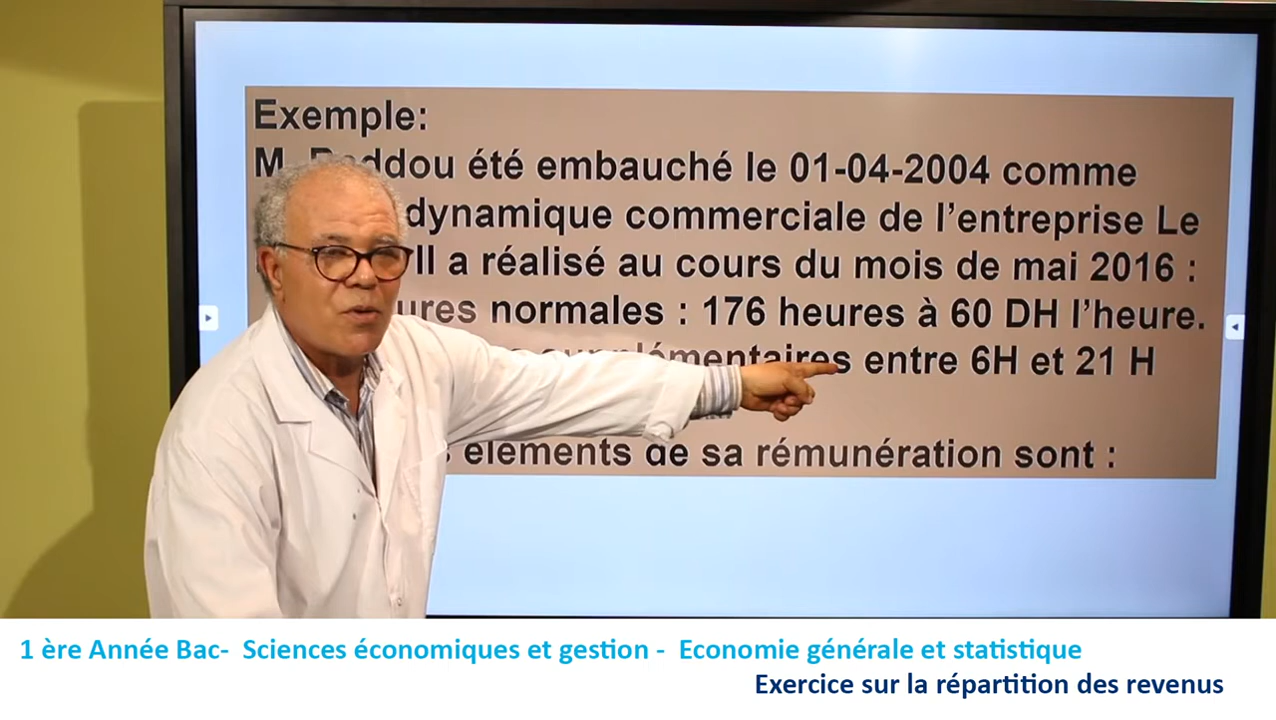 Exemple:
M. ddou été embauché le 01-04-2004 comme
dynamique commerciale de l’entreprise Le
Il a réalisé au cours du mois de mai 2016 :
normales : 176 heures à 60 DH l’heure.
supplémentaires entre 6H et 21 H
éléments de sa rémunération sont :
1 ère Année Bac- Sciences économiques et gestion - Economie générale et statistique
Exercice sur la répartition des revenus